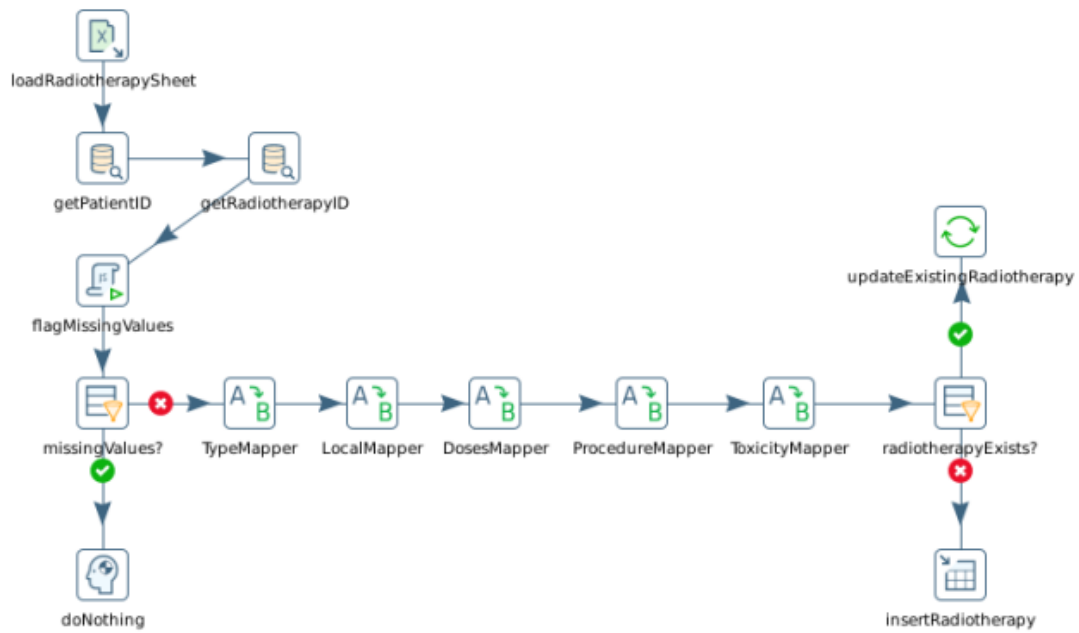 loadRadiotherapySheet
getPatientID
getRadiotherapyID
updateExistingRadiotherapy
flagMissingValues
missingValues?
TypeMapper
LocalMapper
DosesMapper
ProcedureMapper
ToxicityMapper
radiotherapyExists?
doNothing
insertRadiotherapy